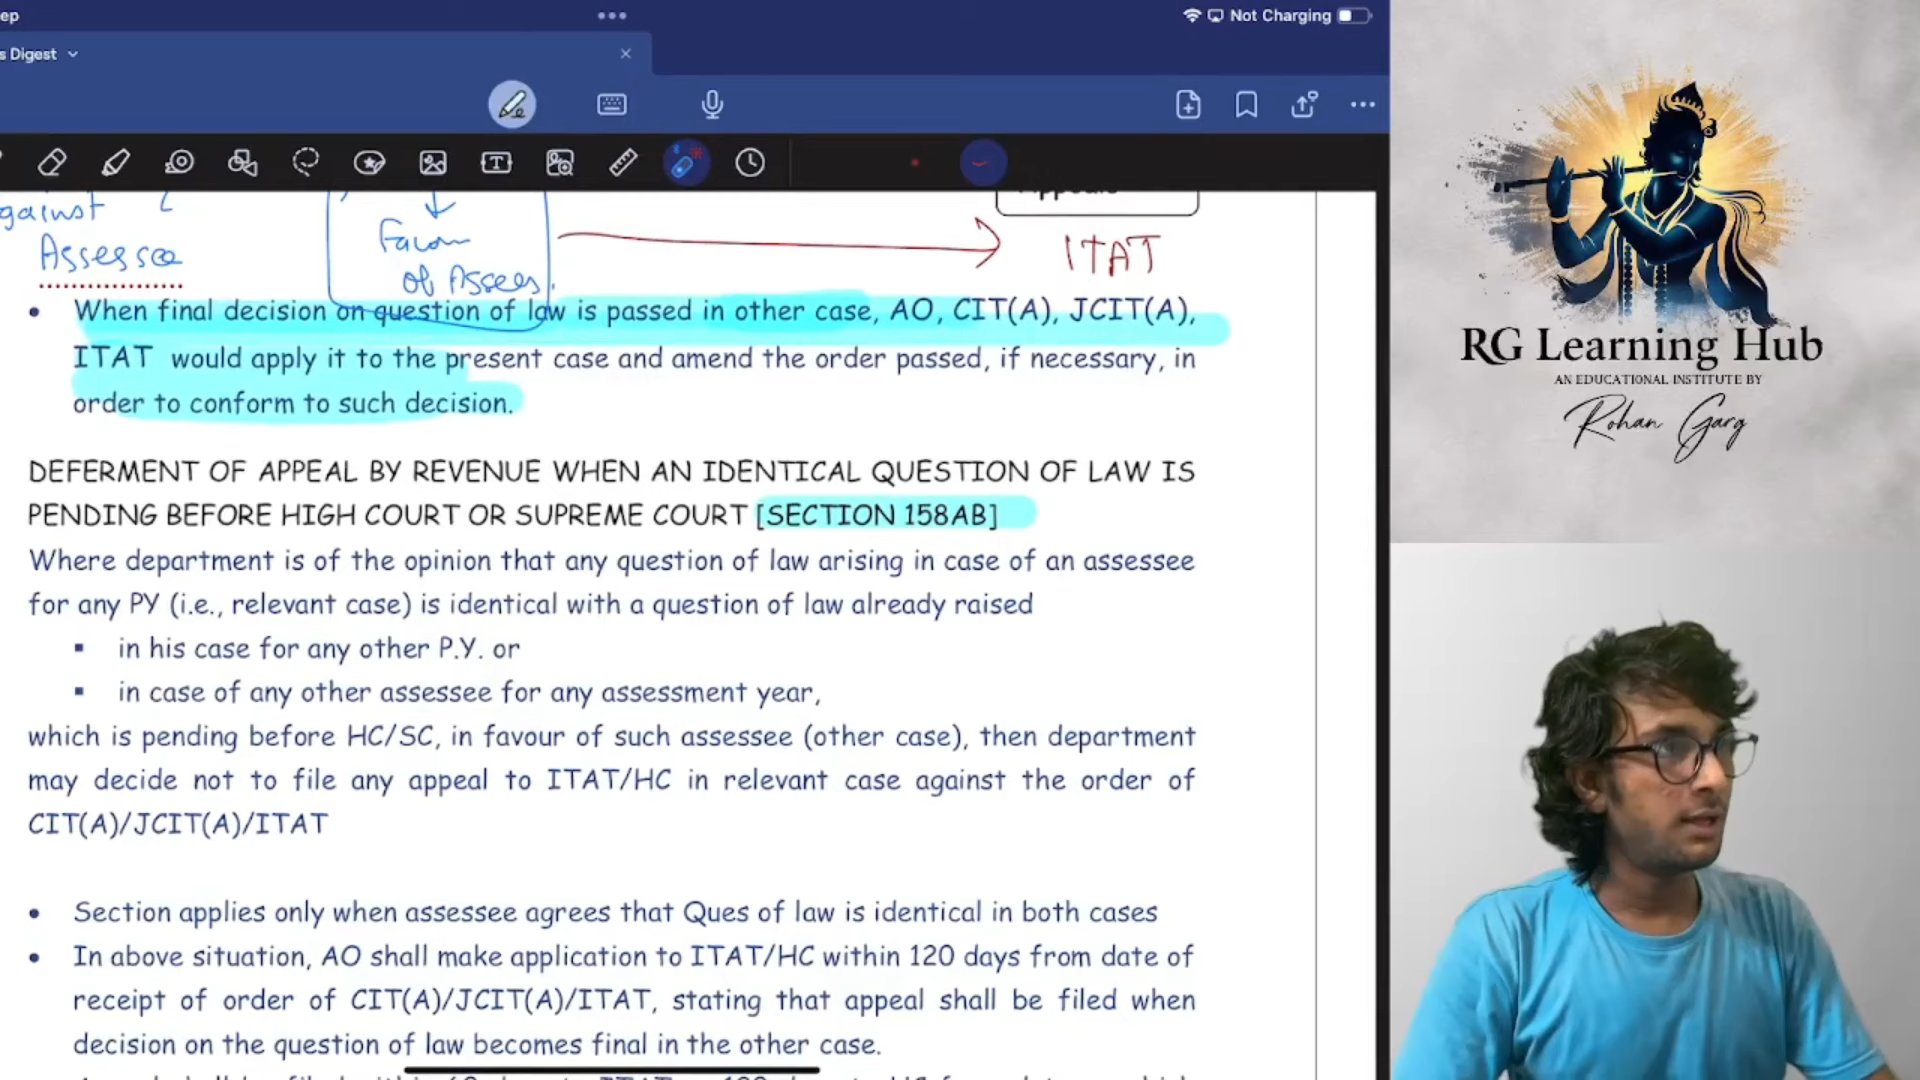 ep
Not Charging
s Digest
gainst
Favour
Assessee
of Assess.
ITAT
When final decision on question of law is passed in other case, AO, CIT(A), JCIT(A),
ITAT would apply it to the present case and amend the order passed, if necessary, in
order to conform to such decision.
DEFERMENT OF APPEAL BY REVENUE WHEN AN IDENTICAL QUESTION OF LAW IS
PENDING BEFORE HIGH COURT OR SUPREME COURT [SECTION 158AB]
Where department is of the opinion that any question of law arising in case of an assessee
for any PY (i.e., relevant case) is identical with a question of law already raised
▪ in his case for any other P.Y. or
▪ in case of any other assessee for any assessment year,
which is pending before HC/SC, in favour of such assessee (other case), then department
may decide not to file any appeal to ITAT/HC in relevant case against the order of
CIT(A)/JCIT(A)/ITAT
• Section applies only when assessee agrees that Ques of law is identical in both cases
• In above situation, AO shall make application to ITAT/HC within 120 days from date of
receipt of order of CIT(A)/JCIT(A)/ITAT, stating that appeal shall be filed when
decision on the question of law becomes final in the other case.
RG Learning Hub
AN EDUCATIONAL INSTITUTE BY
Rohan Garg